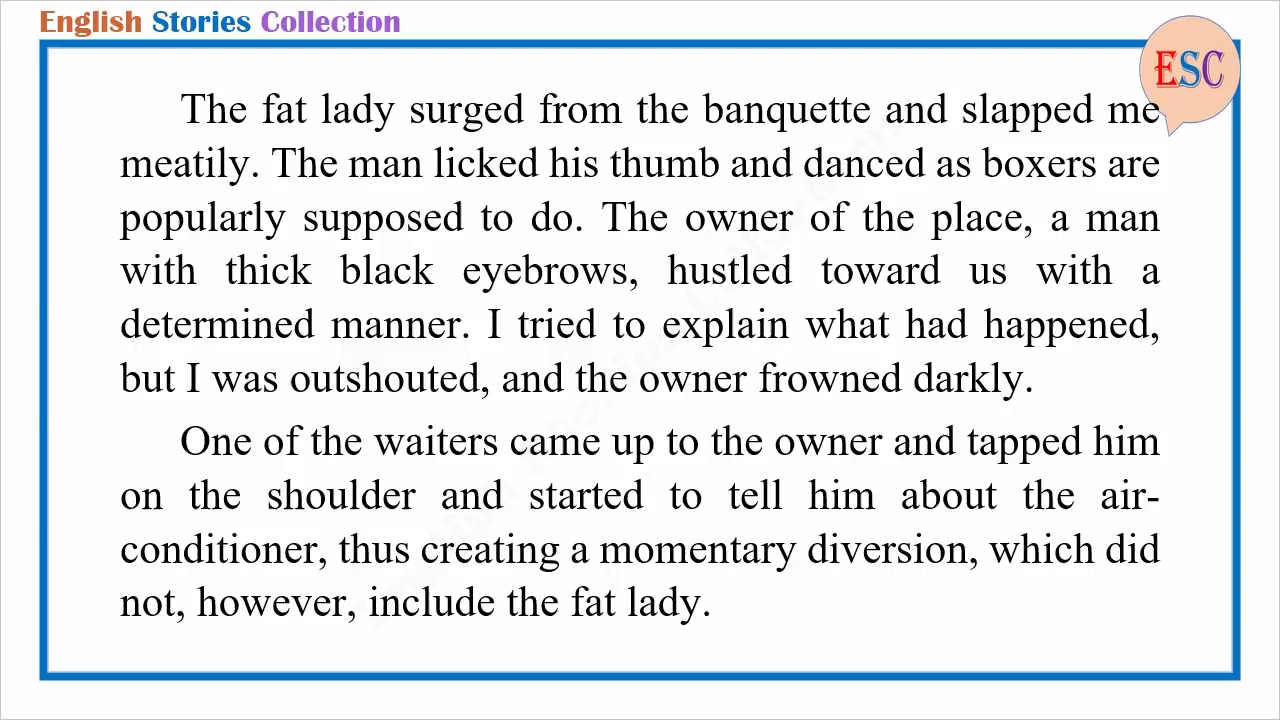 English Stories Collection
ESC
The fat lady surged from the banquette and slapped me
meatily. The man licked his thumb and danced as boxers are
popularly supposed to do. The owner of the place, a man
with thick black eyebrows, hustled toward us with a
determined manner. I tried to explain what had happened,
but I was outshouted, and the owner frowned darkly.
One of the waiters came up to the owner and tapped him
on the shoulder and started to tell him about the air-
conditioner, thus creating a momentary diversion, which did
not, however, include the fat lady.